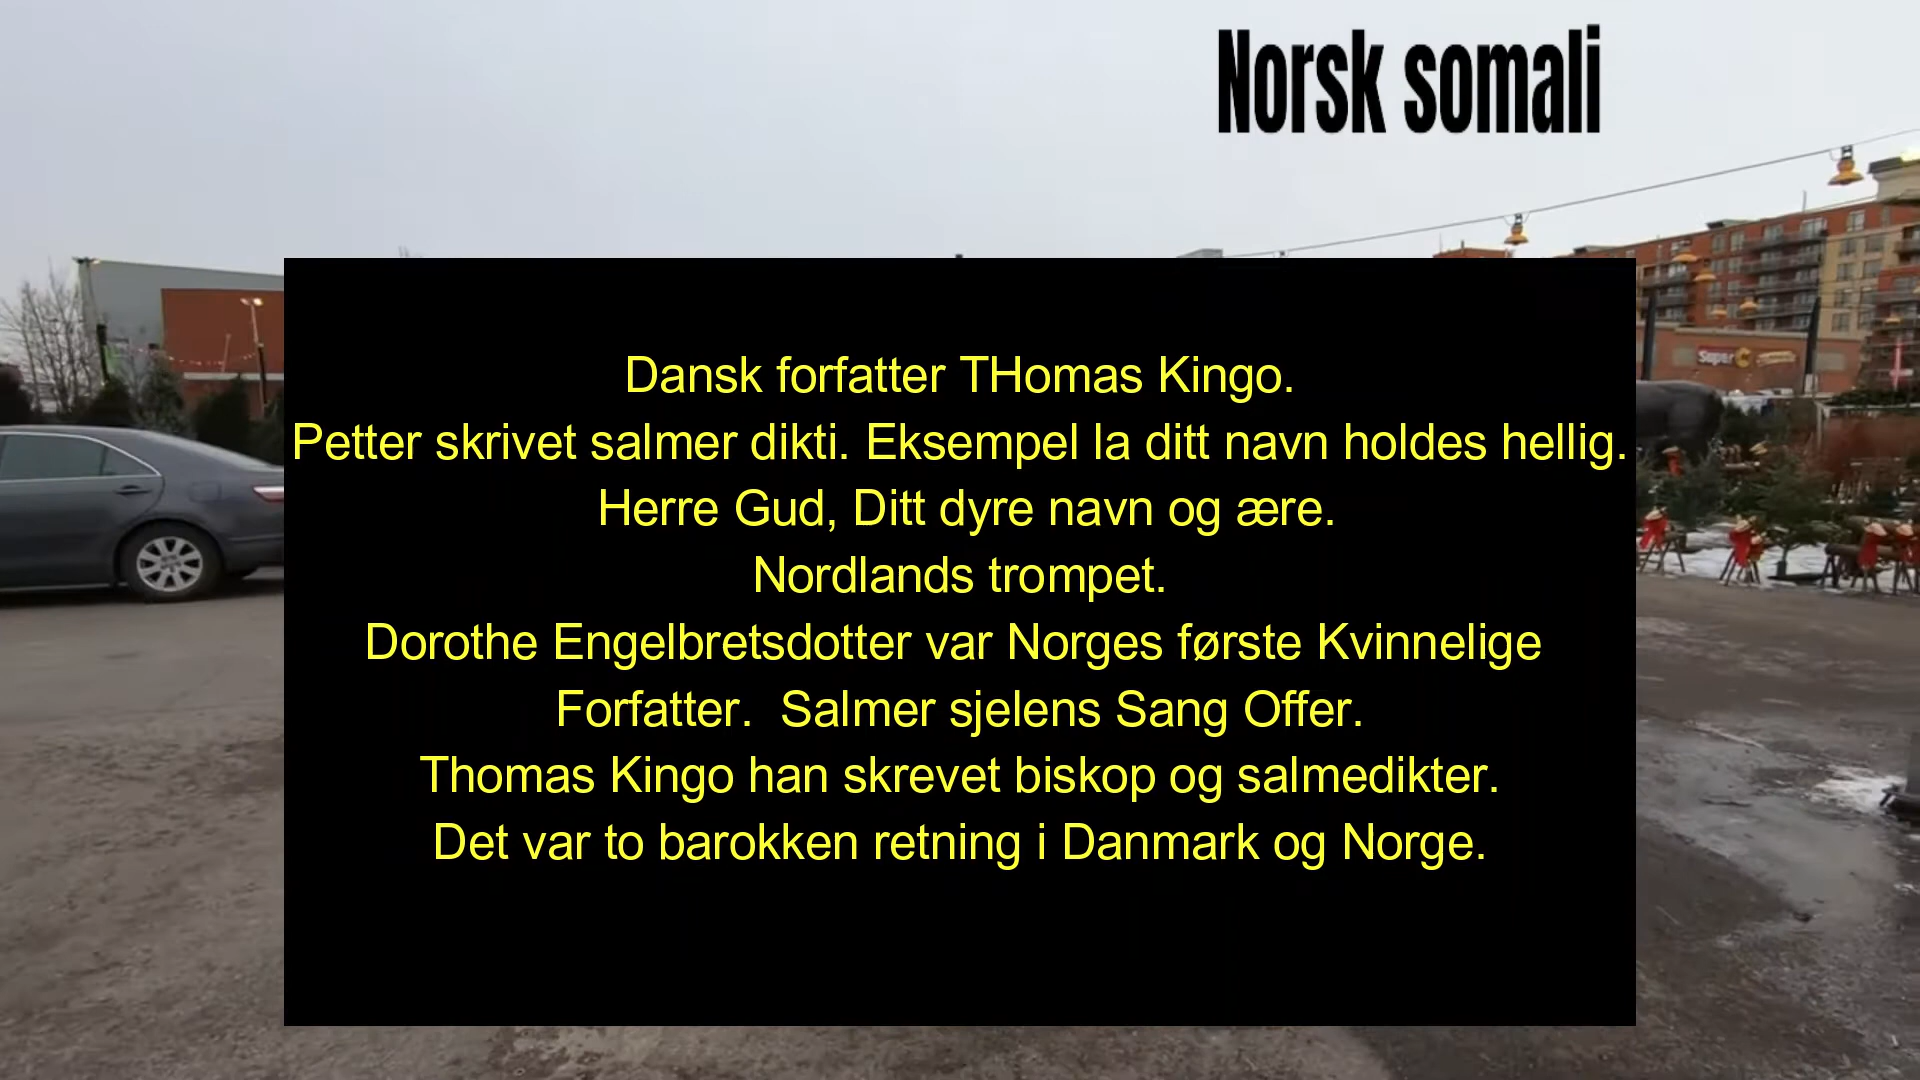 Norsk somali
Super C
Dansk forfatter THomas Kingo.
Petter skrivet salmer dikti. Eksempel la ditt navn holdes hellig.
Herre Gud, Ditt dyre navn og ære.
Nordlands trompet.
Dorothe Engelbretsdotter var Norges første Kvinnelige
Forfatter.  Salmer sjelens Sang Offer.
Thomas Kingo han skrevet biskop og salmedikter.
Det var to barokken retning i Danmark og Norge.